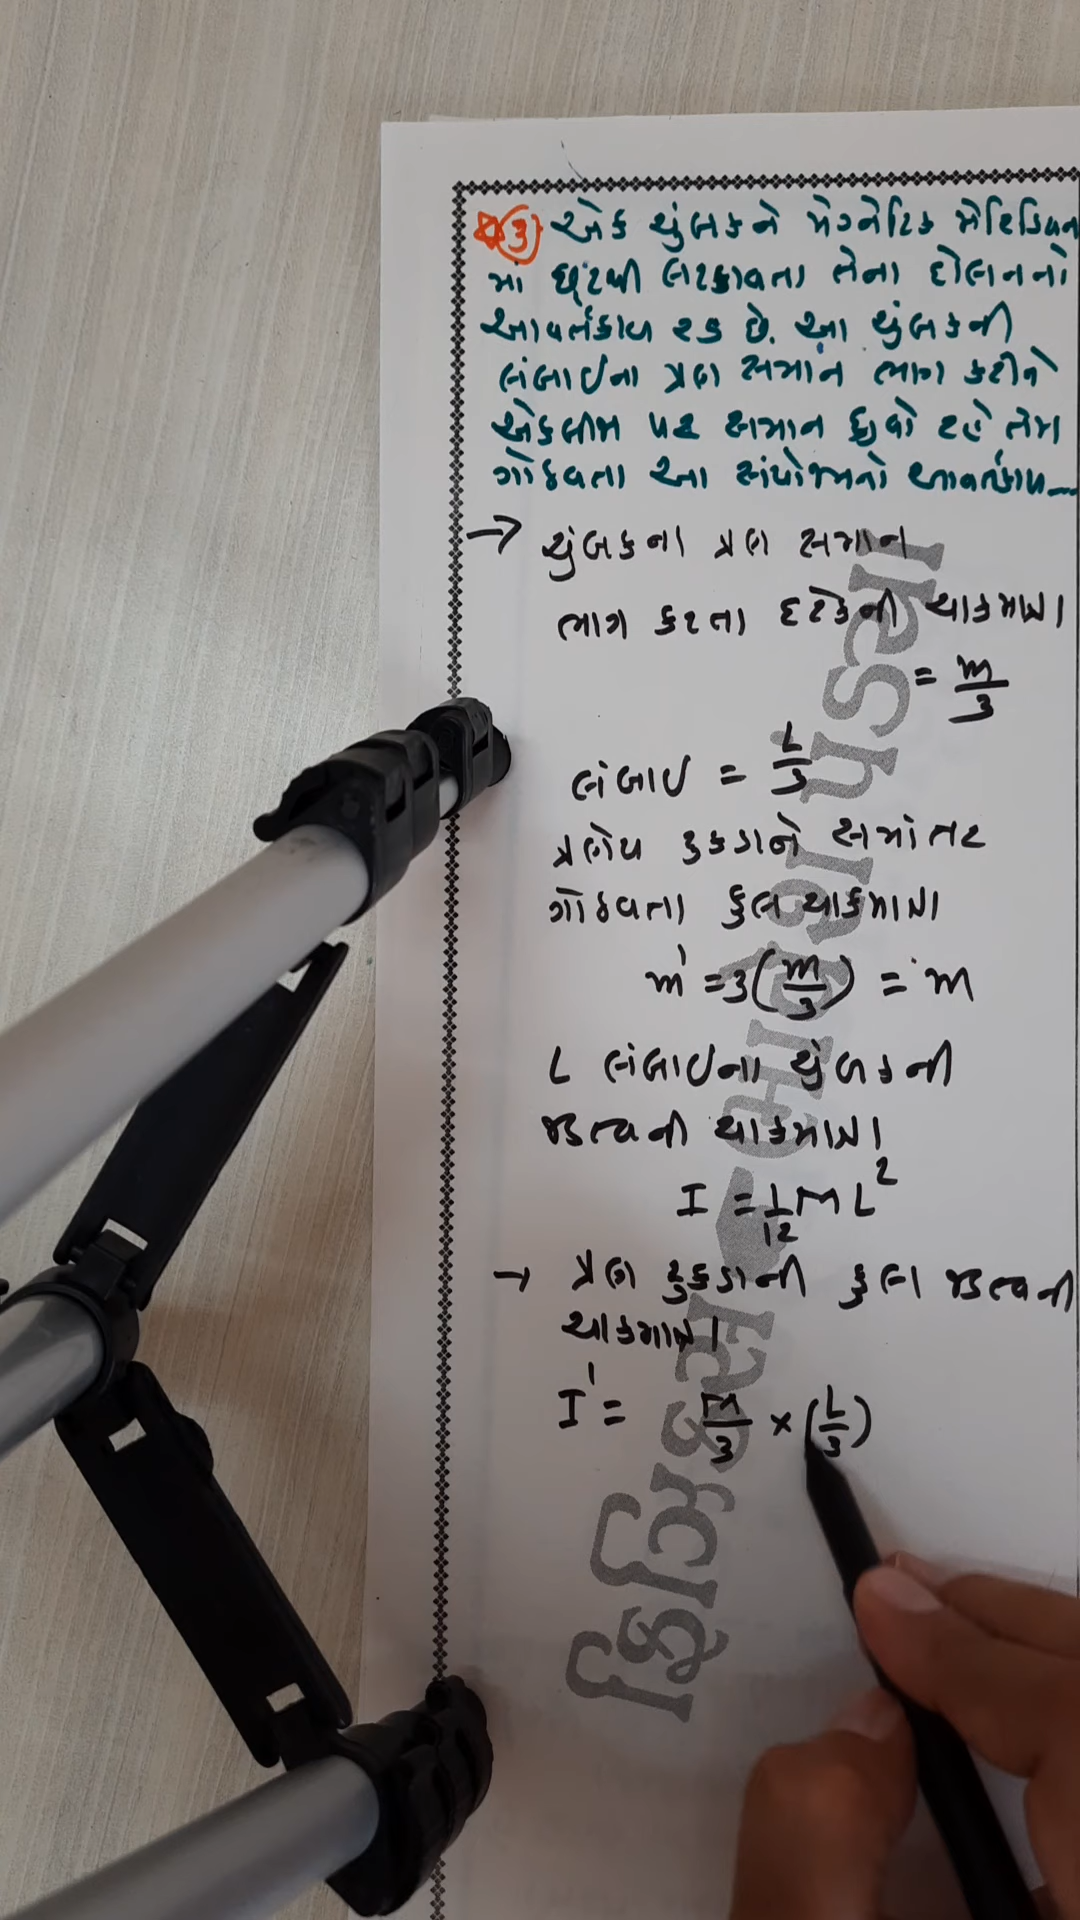 (3) એક ચુંબકને મેગ્નેટિક મેરિડિયન
માં છૂટથી લટકાવતા તેના દોલનનો
આવર્તકાળ 2s છે. આ ચુંબકની
લંબાઈના ત્રણ સમાન ભાગ કરીને
એકબીજા પર સમાન ધ્રુવો રહે તેમ
ગોઠવતા આ સંયોજનનો આવર્તકાળ...
→ ચુંબકના ત્રણ સમાન
ભાગ કરતા દરેકની ચાકમાત્રા
= m/3
લંબાઈ = L/3
ત્રણેય ટુકડાને સમાંતર
ગોઠવતા કુલ ચાકમાત્રા
m' = 3(m/3) = m
L લંબાઈના ચુંબકની
જડત્વની ચાકમાત્રા
I = 1/12 M L²
→ ત્રણ ટુકડાની કુલ જડત્વની
ચાકમાત્રા
I' = M/3 × (L/3)